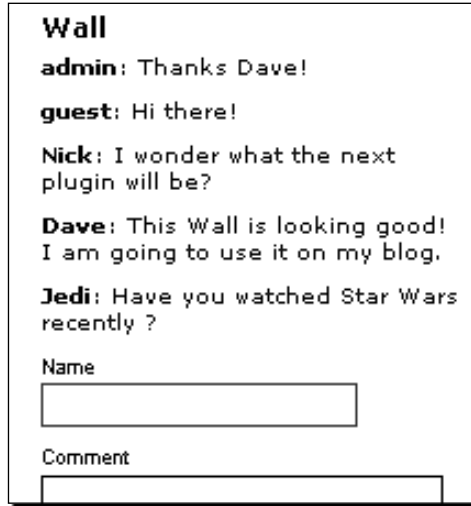 Wall
admin: Thanks Dave!
guest: Hi there!
Nick: I wonder what the next
plugin will be?
Dave: This Wall is looking good!
I am going to use it on my blog.
Jedi: Have you watched Star Wars
recently ?
Name
Comment